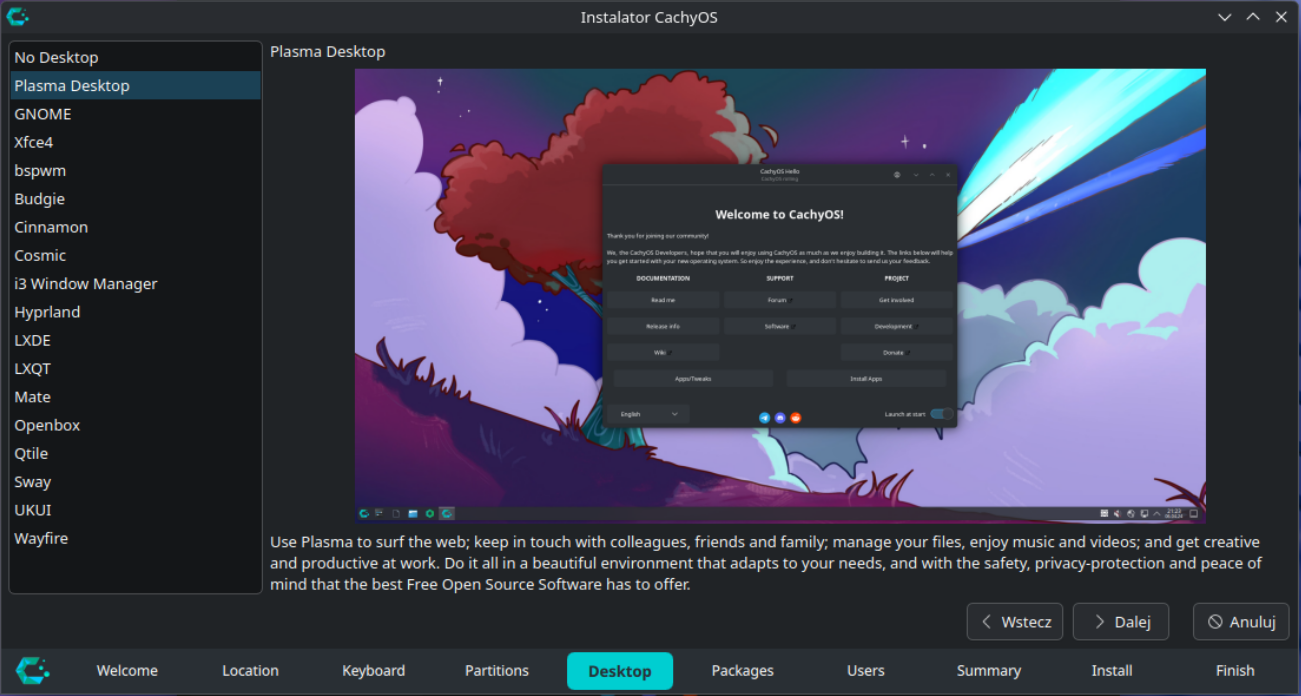 Instalator CachyOS
No Desktop
Plasma Desktop
GNOME
Xfce4
bspwm
Budgie
Cinnamon
Cosmic
i3 Window Manager
Hyprland
LXDE
LXQT
Mate
Openbox
Qtile
Sway
UKUI
Wayfire
Plasma Desktop
CachyOS Hello
CachyOS rolling
Welcome to CachyOS!
Thank you for joining our community!
We, the CachyOS Developers, hope that you will enjoy using CachyOS as much as we enjoy building it. The links below will help
you get started with your new operating system. So enjoy the experience, and don't hesitate to send us your feedback.
DOCUMENTATION SUPPORT PROJECT
Read me Forum Get involved
Release info Software Development
Wiki Donate
Apps/Tweaks Install Apps
English Launch at start
21:23
Use Plasma to surf the web; keep in touch with colleagues, friends and family; manage your files, enjoy music and videos; and get creative
and productive at work. Do it all in a beautiful environment that adapts to your needs, and with the safety, privacy-protection and peace of
mind that the best Free Open Source Software has to offer.
Wstecz Dalej Anuluj
Welcome Location Keyboard Partitions Desktop Packages Users Summary Install Finish